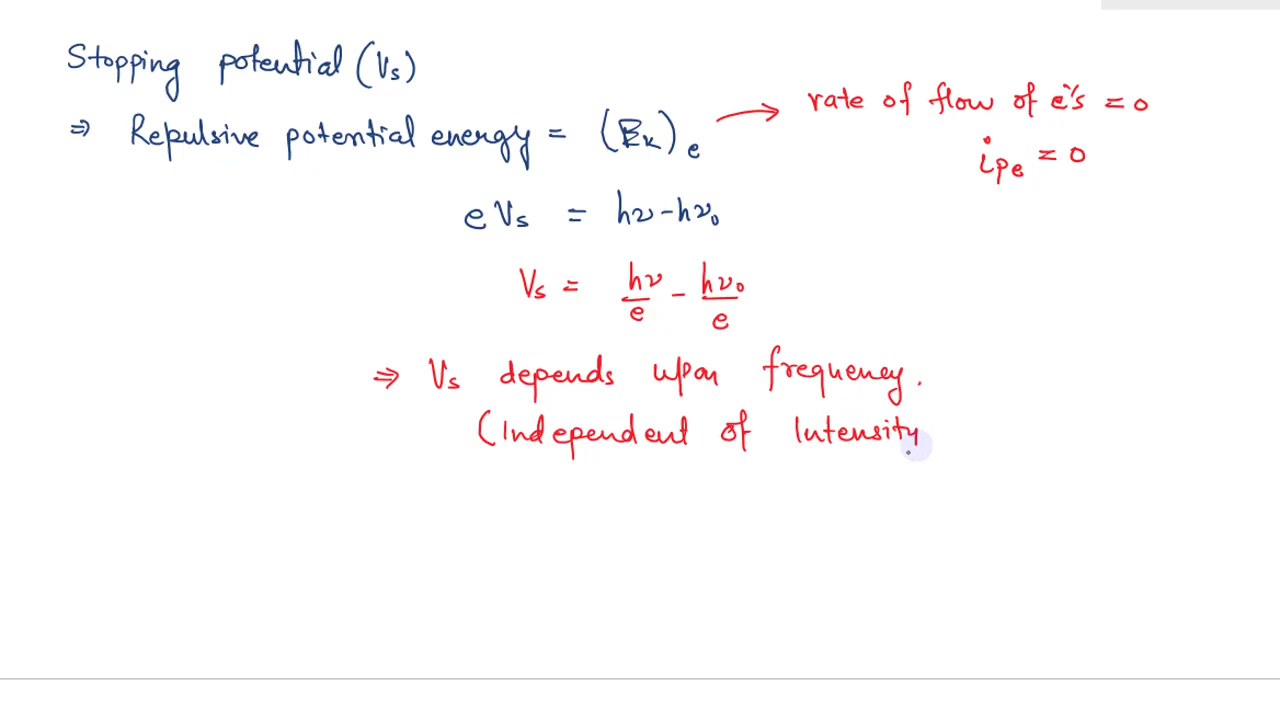 Stopping potential (Vs)
⇒ Repulsive potential energy = (Ek)e → rate of flow of e⁻'s = 0
ipe = 0
eVs = hν - hν₀
Vs = hν/e - hν₀/e
⇒ Vs depends upon frequency.
(Independent of Intensity